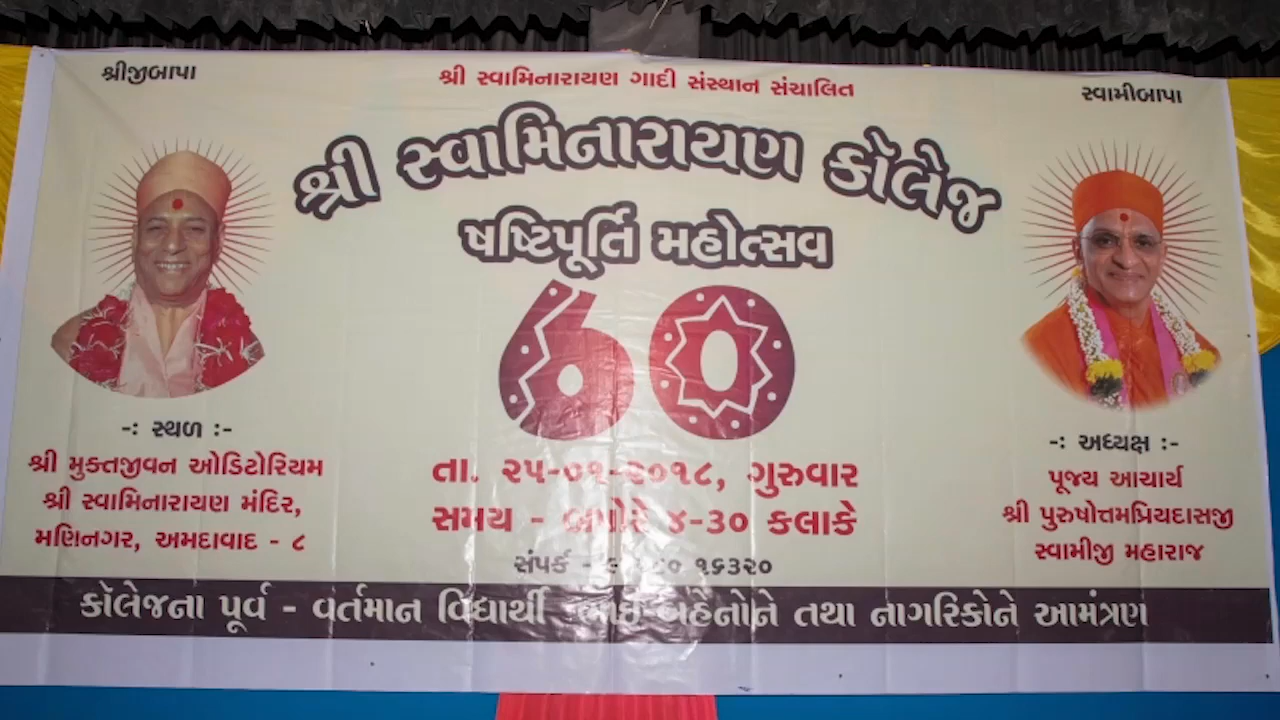 શ્રીજીબાપા
શ્રી સ્વામિનારાયણ ગાદી સંસ્થાન સંચાલિત
સ્વામીબાપા
શ્રી સ્વામિનારાયણ કૉલેજ
ષષ્ટિપૂર્તિ મહોત્સવ
60
-: સ્થળ :-
શ્રી મુક્તજીવન ઓડિટોરિયમ
શ્રી સ્વામિનારાયણ મંદિર,
મણિનગર, અમદાવાદ - ૮
તા. ૨૫-૦૧-૨૦૧૮, ગુરુવાર
સમય - બપોરે ૪-૩૦ કલાકે
સંપર્ક -
-: અધ્યક્ષ :-
પૂજ્ય આચાર્ય
શ્રી પુરુષોત્તમપ્રિયદાસજી
સ્વામીજી મહારાજ
કૉલેજના પૂર્વ - વર્તમાન વિદ્યાર્થી ભાઈ-બહેનોને તથા નાગરિકોને આમંત્રણ